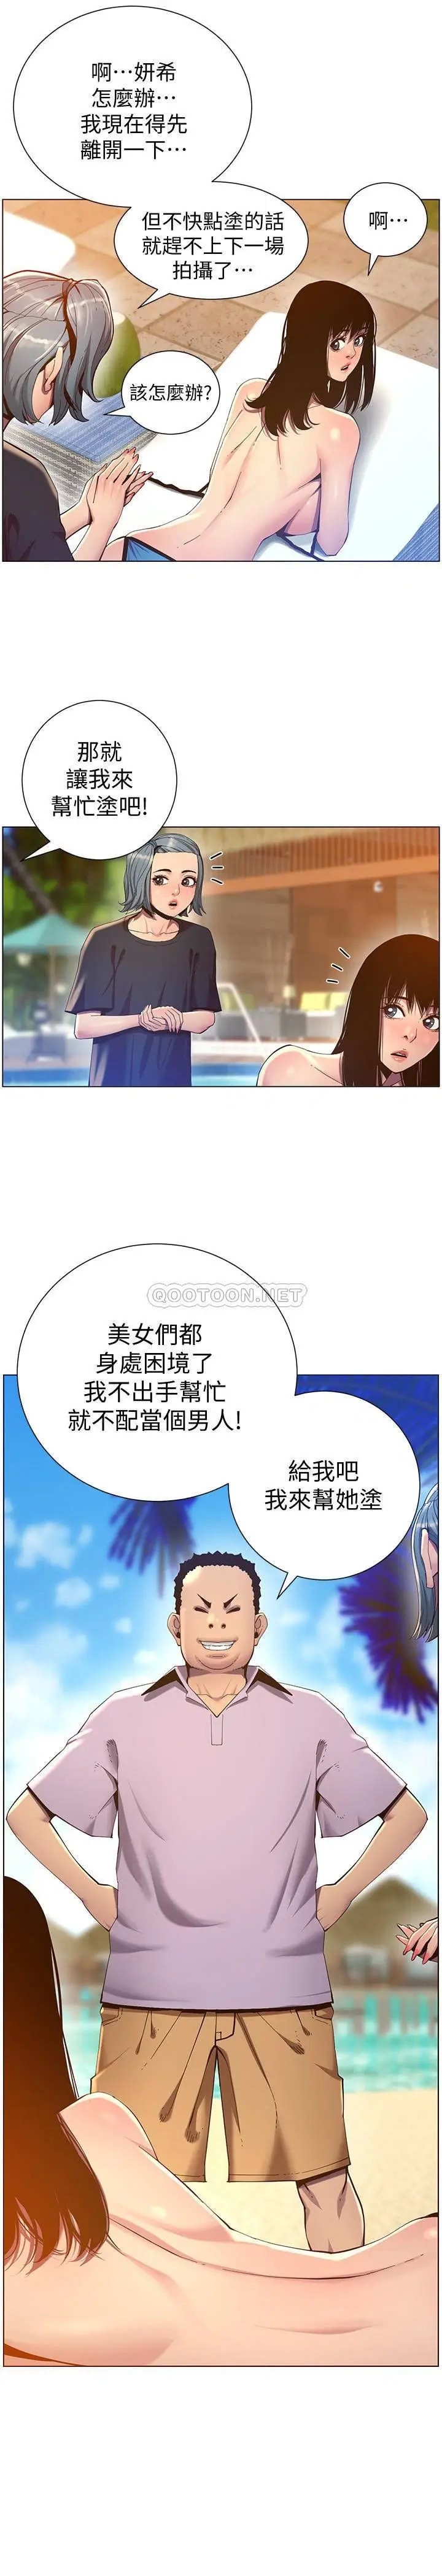 啊…妍希
怎麼辦…
我現在得先
離開一下…
但不快點塗的話
就趕不上下一場
拍攝了…
啊…
該怎麼辦?
那就
讓我來
幫忙塗吧!
QOOTOON.NET
美女們都
身處困境了
我不出手幫忙
就不配當個男人!
給我吧
我來幫她塗